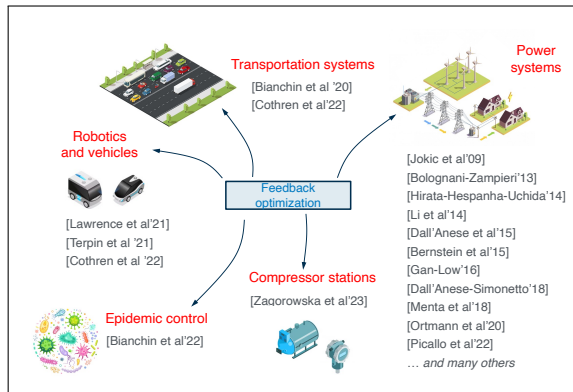 Transportation systems
[Bianchin et al '20]
[Cothren et al'22]
Power
systems
Robotics
and vehicles
[Lawrence et al'21]
[Terpin et al '21]
[Cothren et al '22]
Feedback
optimization
[Jokic et al'09]
[Bolognani-Zampieri'13]
[Hirata-Hespanha-Uchida'14]
[Li et al'14]
[Dall'Anese et al'15]
[Bernstein et al'15]
[Gan-Low'16]
[Dall'Anese-Simonetto'18]
[Menta et al'18]
[Ortmann et al'20]
[Picallo et al'22]
... and many others
Compressor stations
[Zagorowska et al'23]
Epidemic control
[Bianchin et al'22]